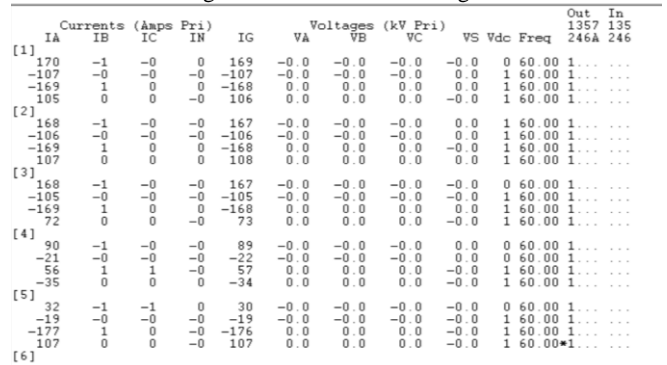 Out In
Currents (Amps Pri) Voltages (kV Pri) 1357 135
IA IB IC IN IG VA VB VC VS Vdc Freq 246A 246
[1]
170 -1 -0 0 169 -0.0 -0.0 -0.0 -0.0 0 60.00 1... ...
-107 -0 -0 -0 -107 -0.0 -0.0 -0.0 0.0 1 60.00 1... ...
-169 1 0 0 -168 0.0 0.0 0.0 0.0 1 60.00 1... ...
105 0 0 -0 106 0.0 0.0 0.0 -0.0 1 60.00 1... ...
[2]
168 -1 -0 -0 167 -0.0 -0.0 -0.0 0.0 1 60.00 1... ...
-106 -0 -0 -0 -106 -0.0 -0.0 -0.0 0.0 1 60.00 1... ...
-169 1 0 0 -168 0.0 0.0 0.0 -0.0 1 60.00 1... ...
107 0 0 0 108 0.0 0.0 0.0 -0.0 1 60.00 1... ...
[3]
168 -1 -0 -0 167 -0.0 -0.0 -0.0 0.0 0 60.00 1... ...
-105 -0 -0 -0 -105 -0.0 -0.0 -0.0 0.0 1 60.00 1... ...
-169 1 0 0 -168 0.0 0.0 0.0 -0.0 1 60.00 1... ...
72 0 0 -0 73 0.0 0.0 0.0 -0.0 1 60.00 1... ...
[4]
90 -1 -0 -0 89 -0.0 -0.0 -0.0 0.0 0 60.00 1... ...
-21 -0 -0 -0 -22 -0.0 -0.0 -0.0 0.0 0 60.00 1... ...
56 1 1 -0 57 0.0 0.0 0.0 -0.0 1 60.00 1... ...
-35 0 0 0 -34 0.0 0.0 0.0 -0.0 1 60.00 1... ...
[5]
32 -1 -1 0 30 -0.0 -0.0 -0.0 -0.0 0 60.00 1... ...
-19 -0 -0 -0 -19 -0.0 -0.0 -0.0 0.0 1 60.00 1... ...
-177 1 0 -0 -176 0.0 0.0 0.0 0.0 1 60.00 1... ...
107 0 0 -0 107 0.0 0.0 0.0 -0.0 1 60.00*1... ...
[6]